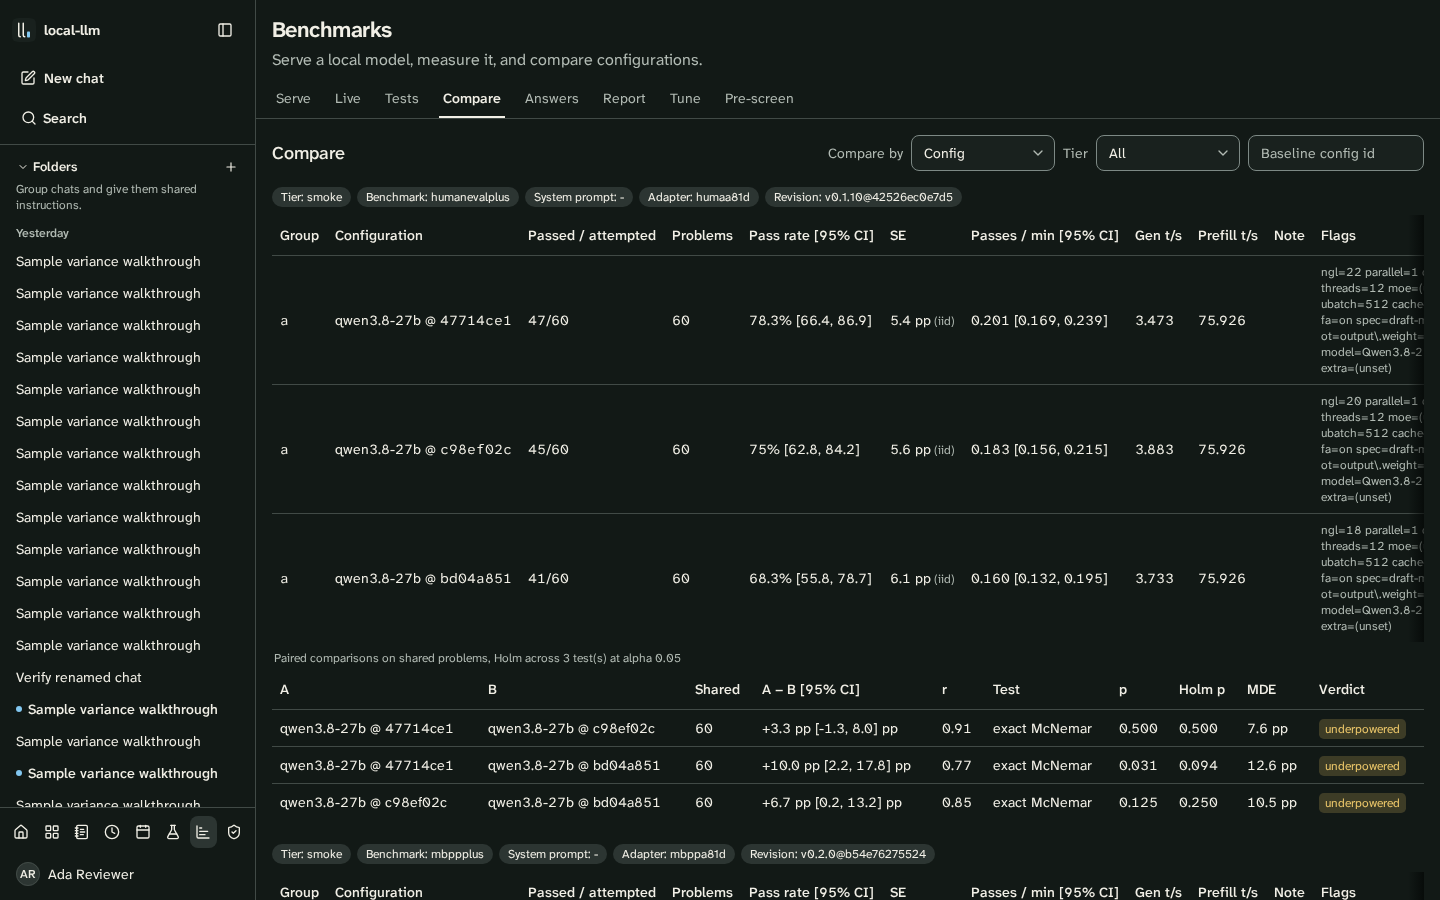 local-llm
New chat
Search
Folders
Group chats and give them shared
instructions.
Yesterday
Sample variance walkthrough
Sample variance walkthrough
Sample variance walkthrough
Sample variance walkthrough
Sample variance walkthrough
Sample variance walkthrough
Sample variance walkthrough
Sample variance walkthrough
Sample variance walkthrough
Sample variance walkthrough
Sample variance walkthrough
Sample variance walkthrough
Sample variance walkthrough
Verify renamed chat
Sample variance walkthrough
Sample variance walkthrough
Sample variance walkthrough
Sample variance walkthrough
AR Ada Reviewer
Benchmarks
Serve a local model, measure it, and compare configurations.
Serve Live Tests Compare Answers Report Tune Pre-screen
Compare Compare by Config Tier All Baseline config id
Tier: smoke Benchmark: humanevalplus System prompt: - Adapter: humaa81d Revision: v0.1.10@42526ec0e7d5
Group Configuration Passed / attempted Problems Pass rate [95% CI] SE Passes / min [95% CI] Gen t/s Prefill t/s Note Flags
a qwen3.8-27b @ 47714ce1 47/60 60 78.3% [66.4, 86.9] 5.4 pp (iid) 0.201 [0.169, 0.239] 3.473 75.926
ngl=22 parallel=1
threads=12 moe=(
ubatch=512 cache
fa=on spec=draft-
ot=output\.weight=
model=Qwen3.8-2
extra=(unset)
a qwen3.8-27b @ c98ef02c 45/60 60 75% [62.8, 84.2] 5.6 pp (iid) 0.183 [0.156, 0.215] 3.883 75.926
ngl=20 parallel=1
threads=12 moe=(
ubatch=512 cache
fa=on spec=draft-
ot=output\.weight=
model=Qwen3.8-2
extra=(unset)
a qwen3.8-27b @ bd04a851 41/60 60 68.3% [55.8, 78.7] 6.1 pp (iid) 0.160 [0.132, 0.195] 3.733 75.926
ngl=18 parallel=1
threads=12 moe=(
ubatch=512 cache
fa=on spec=draft-
ot=output\.weight=
model=Qwen3.8-2
extra=(unset)
Paired comparisons on shared problems, Holm across 3 test(s) at alpha 0.05
A B Shared A – B [95% CI] r Test p Holm p MDE Verdict
qwen3.8-27b @ 47714ce1 qwen3.8-27b @ c98ef02c 60 +3.3 pp [-1.3, 8.0] pp 0.91 exact McNemar 0.500 0.500 7.6 pp underpowered
qwen3.8-27b @ 47714ce1 qwen3.8-27b @ bd04a851 60 +10.0 pp [2.2, 17.8] pp 0.77 exact McNemar 0.031 0.094 12.6 pp underpowered
qwen3.8-27b @ c98ef02c qwen3.8-27b @ bd04a851 60 +6.7 pp [0.2, 13.2] pp 0.85 exact McNemar 0.125 0.250 10.5 pp underpowered
Tier: smoke Benchmark: mbppplus System prompt: - Adapter: mbppa81d Revision: v0.2.0@b54e76275524
Group Configuration Passed / attempted Problems Pass rate [95% CI] SE Passes / min [95% CI] Gen t/s Prefill t/s Note Flags